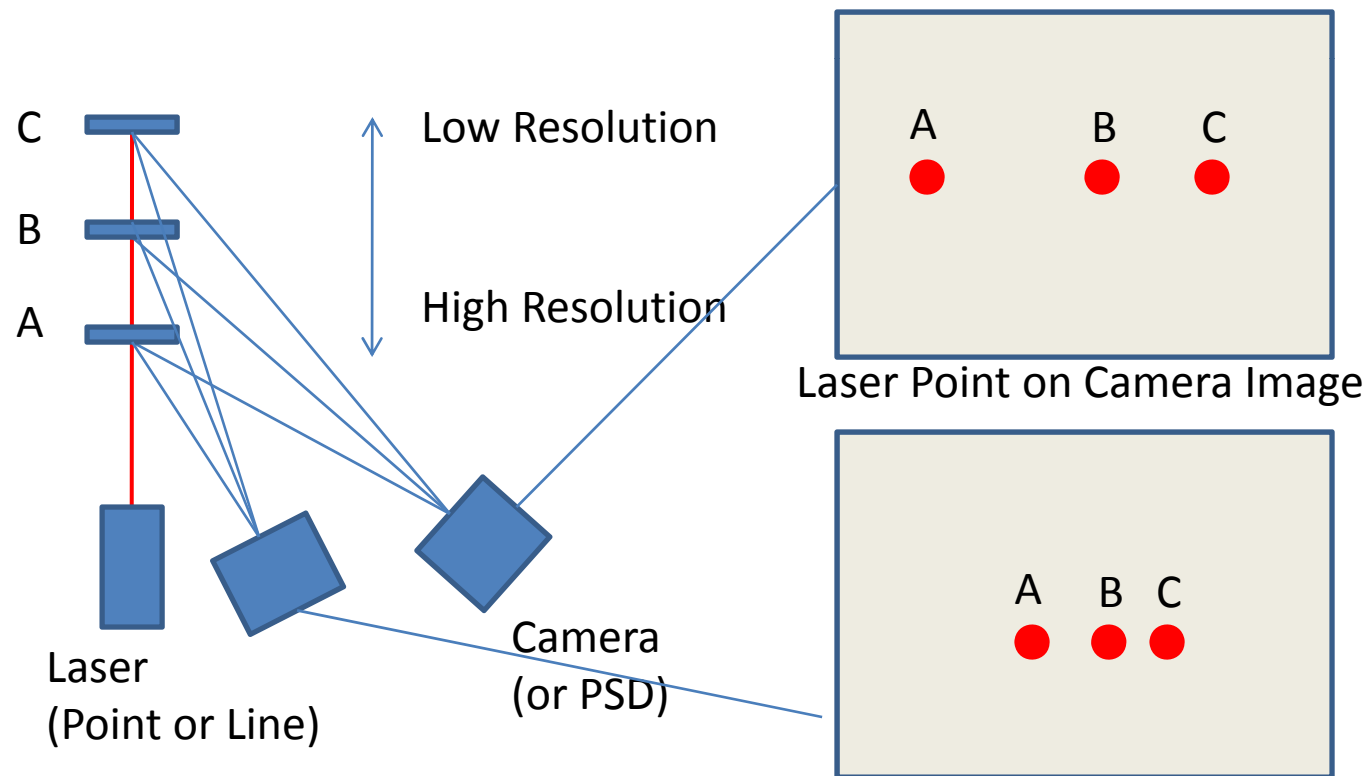 C
B
A
Low Resolution
High Resolution
Laser
(Point or Line)
Camera
(or PSD)
A B C
Laser Point on Camera Image
A B C